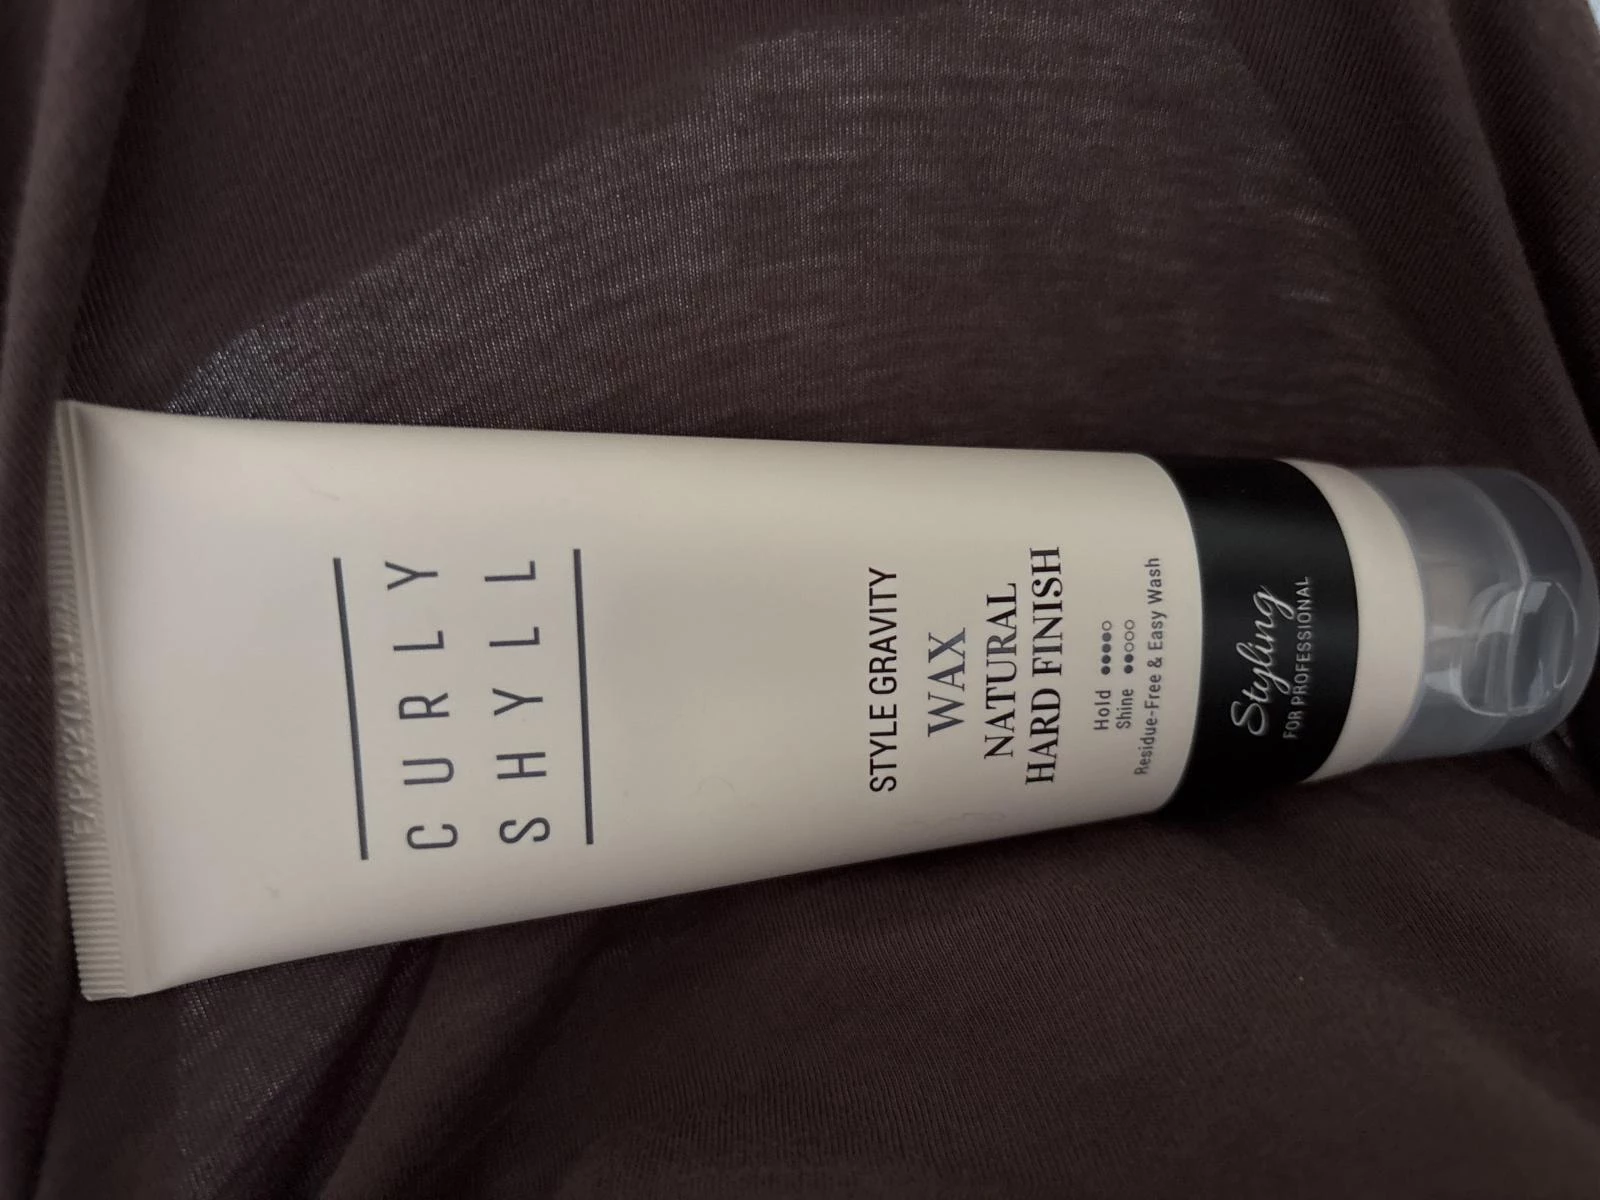 CURLY
SHYLL
STYLE GRAVITY
WAX
NATURAL
HARD FINISH
Hold ●●●●○
Shine ●●○○○
Residue-Free & Easy Wash
Styling
FOR PROFESSIONAL